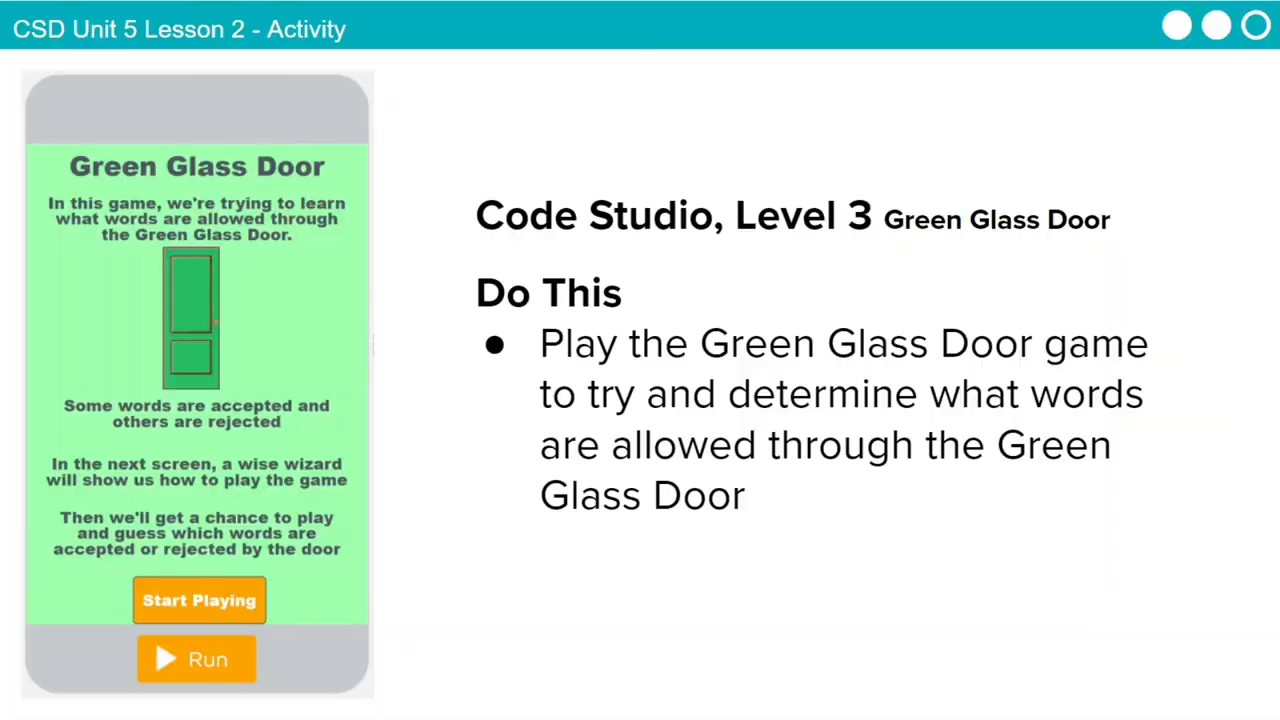 CSD Unit 5 Lesson 2 - Activity
Green Glass Door
In this game, we're trying to learn
what words are allowed through
the Green Glass Door.
Some words are accepted and
others are rejected
In the next screen, a wise wizard
will show us how to play the game
Then we'll get a chance to play
and guess which words are
accepted or rejected by the door
Start Playing
Run
Code Studio, Level 3 Green Glass Door
Do This
● Play the Green Glass Door game
to try and determine what words
are allowed through the Green
Glass Door